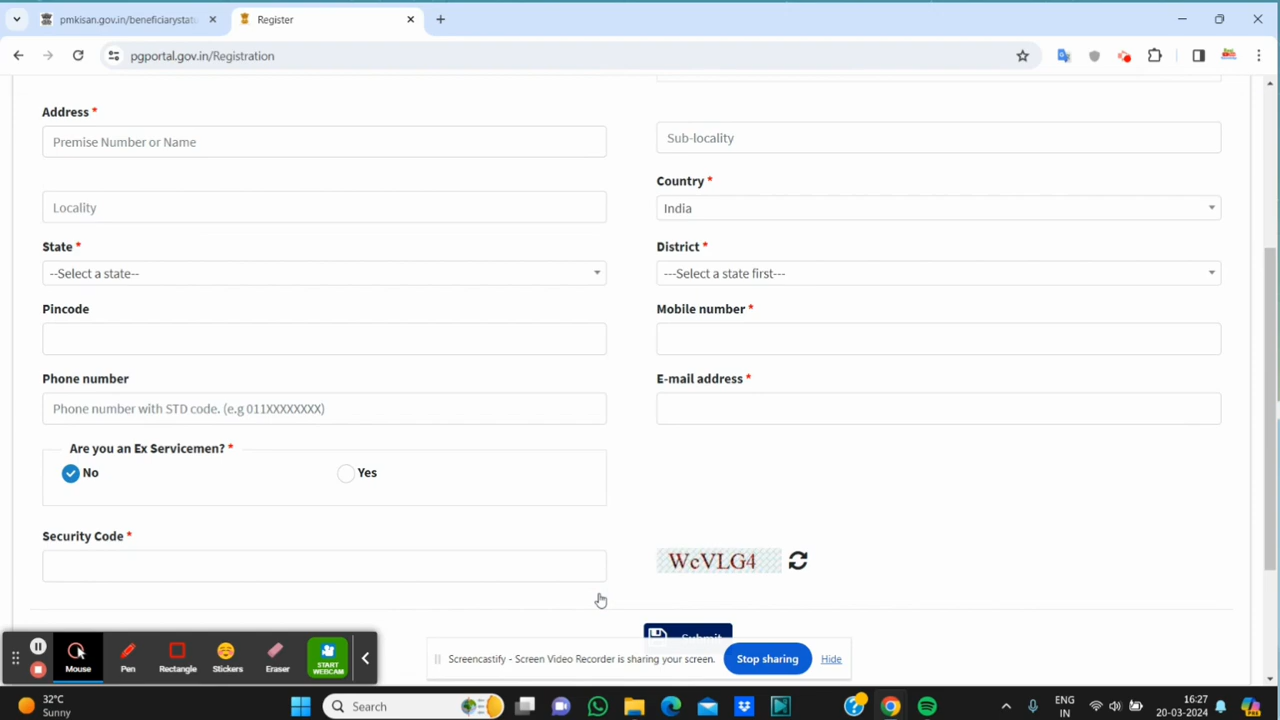 pmkisan.gov.in/beneficiarystatu
Register
pgportal.gov.in/Registration
Address *
Premise Number or Name
Sub-locality
Country *
Locality
India
State *
District *
--Select a state--
---Select a state first---
Pincode
Mobile number *
Phone number
E-mail address *
Phone number with STD code. (e.g 011XXXXXXXX)
Are you an Ex Servicemen? *
No
Yes
Security Code *
WcVLG4
Submit
Screencastify - Screen Video Recorder is sharing your screen.
Stop sharing
Hide
Mouse
Pen
Rectangle
Stickers
Eraser
START
WEBCAM
32°C
Sunny
Search
ENG
IN
16:27
20-03-2024